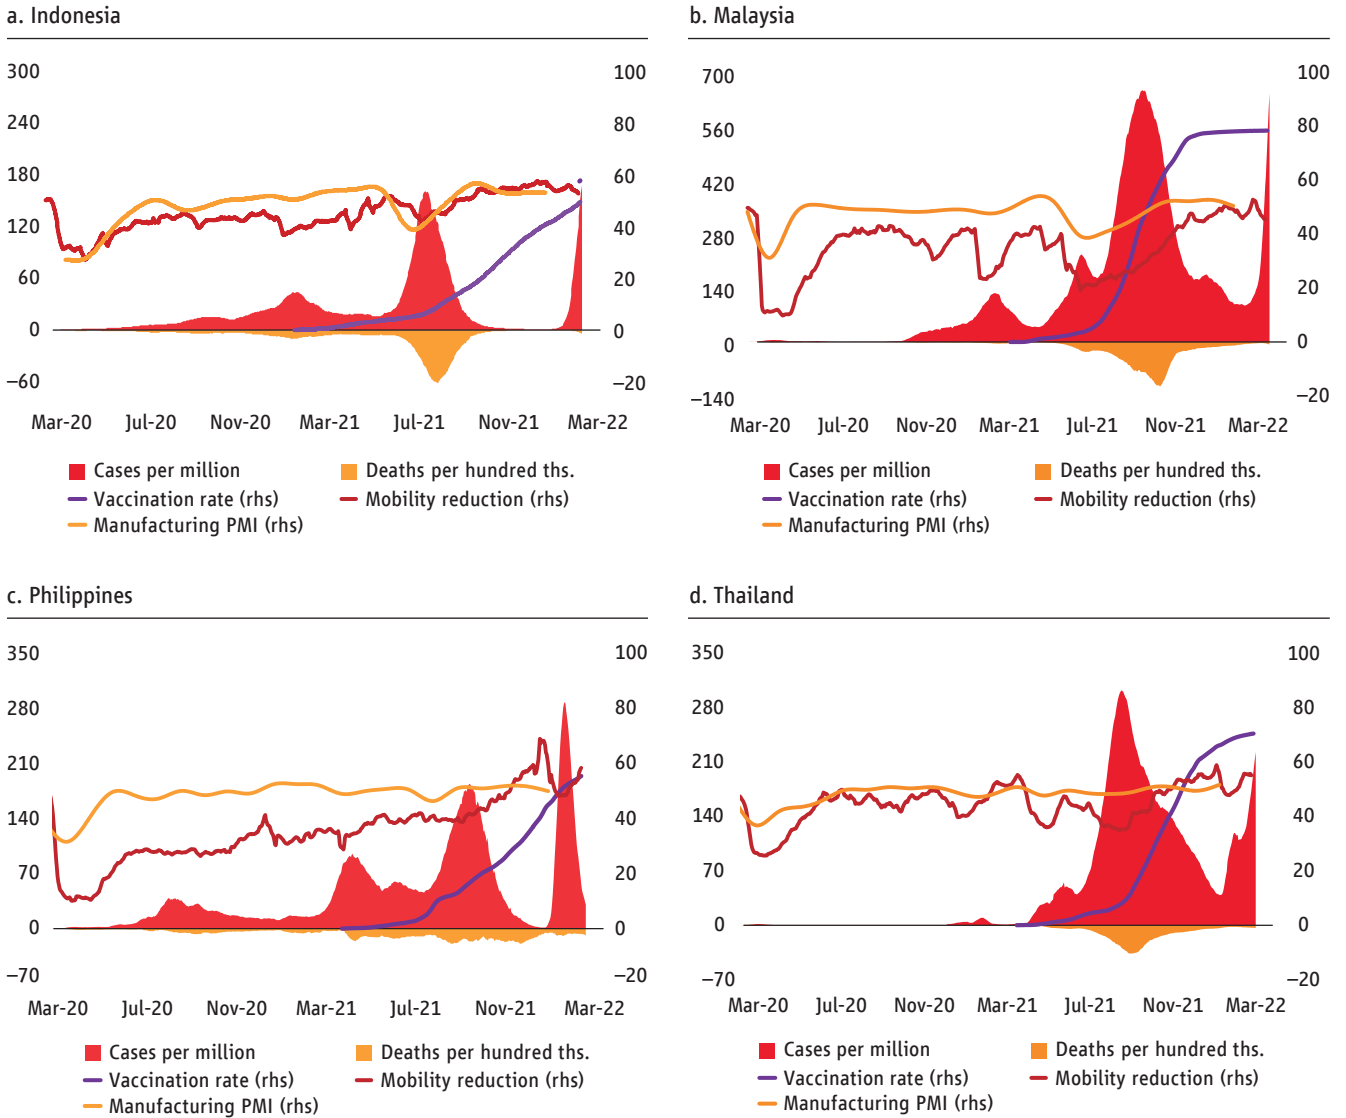 a. Indonesia
300
240
180
120
60
0
–60
100
80
60
40
20
0
–20
Mar-20 Jul-20 Nov-20 Mar-21 Jul-21 Nov-21 Mar-22
Cases per million Deaths per hundred ths.
Vaccination rate (rhs) Mobility reduction (rhs)
Manufacturing PMI (rhs)
b. Malaysia
700
560
420
280
140
0
–140
100
80
60
40
20
0
–20
Mar-20 Jul-20 Nov-20 Mar-21 Jul-21 Nov-21 Mar-22
Cases per million Deaths per hundred ths.
Vaccination rate (rhs) Mobility reduction (rhs)
Manufacturing PMI (rhs)
c. Philippines
350
280
210
140
70
0
–70
100
80
60
40
20
0
–20
Mar-20 Jul-20 Nov-20 Mar-21 Jul-21 Nov-21 Mar-22
Cases per million Deaths per hundred ths.
Vaccination rate (rhs) Mobility reduction (rhs)
Manufacturing PMI (rhs)
d. Thailand
350
280
210
140
70
0
–70
100
80
60
40
20
0
–20
Mar-20 Jul-20 Nov-20 Mar-21 Jul-21 Nov-21 Mar-22
Cases per million Deaths per hundred ths.
Vaccination rate (rhs) Mobility reduction (rhs)
Manufacturing PMI (rhs)